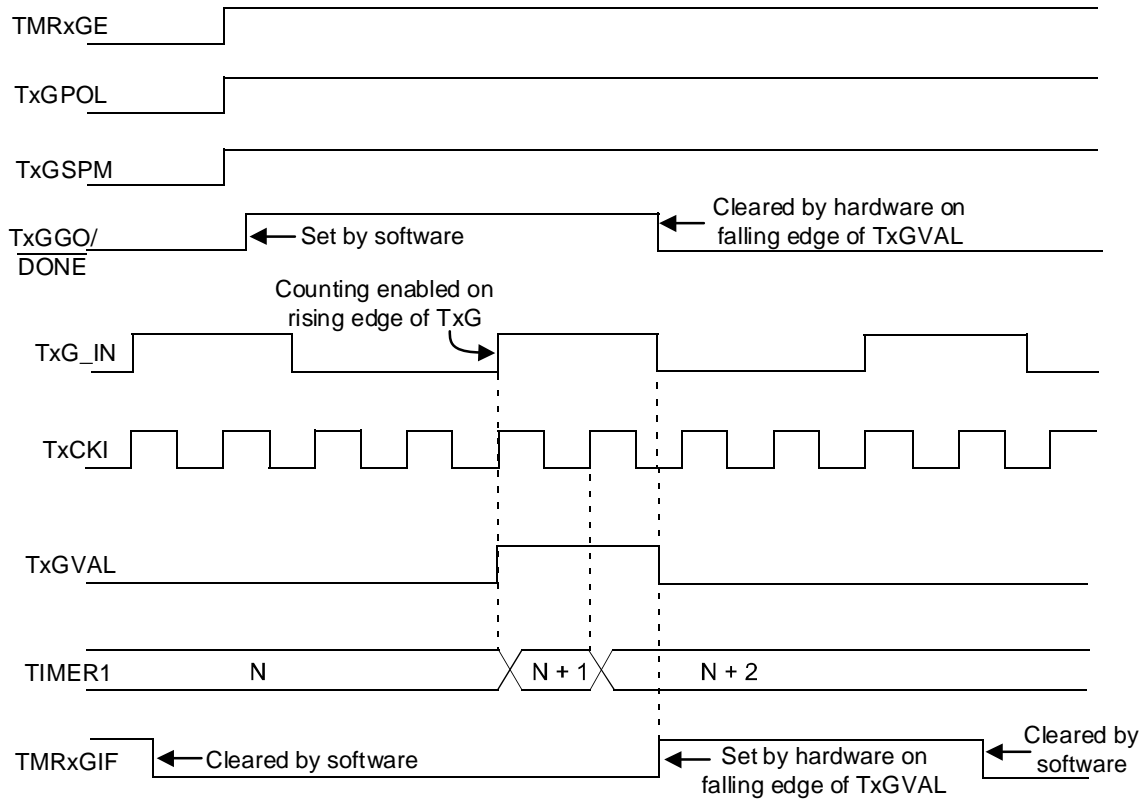 TMRxGE
TxGPOL
TxGSPM
TxGGO/
DONE
Set by software
Cleared by hardware on
falling edge of TxGVAL
Counting enabled on
rising edge of TxG
TxG_IN
TxCKI
TxGVAL
TIMER1
N
N + 1
N + 2
TMRxGIF
Cleared by software
Set by hardware on
falling edge of TxGVAL
Cleared by
software